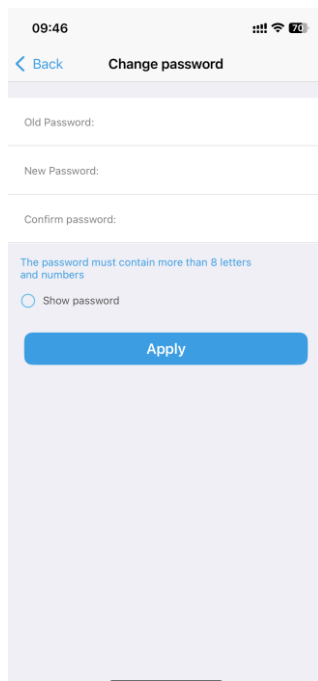 09:46
70
Back
Change password
Old Password:
New Password:
Confirm password:
The password must contain more than 8 letters
and numbers
Show password
Apply